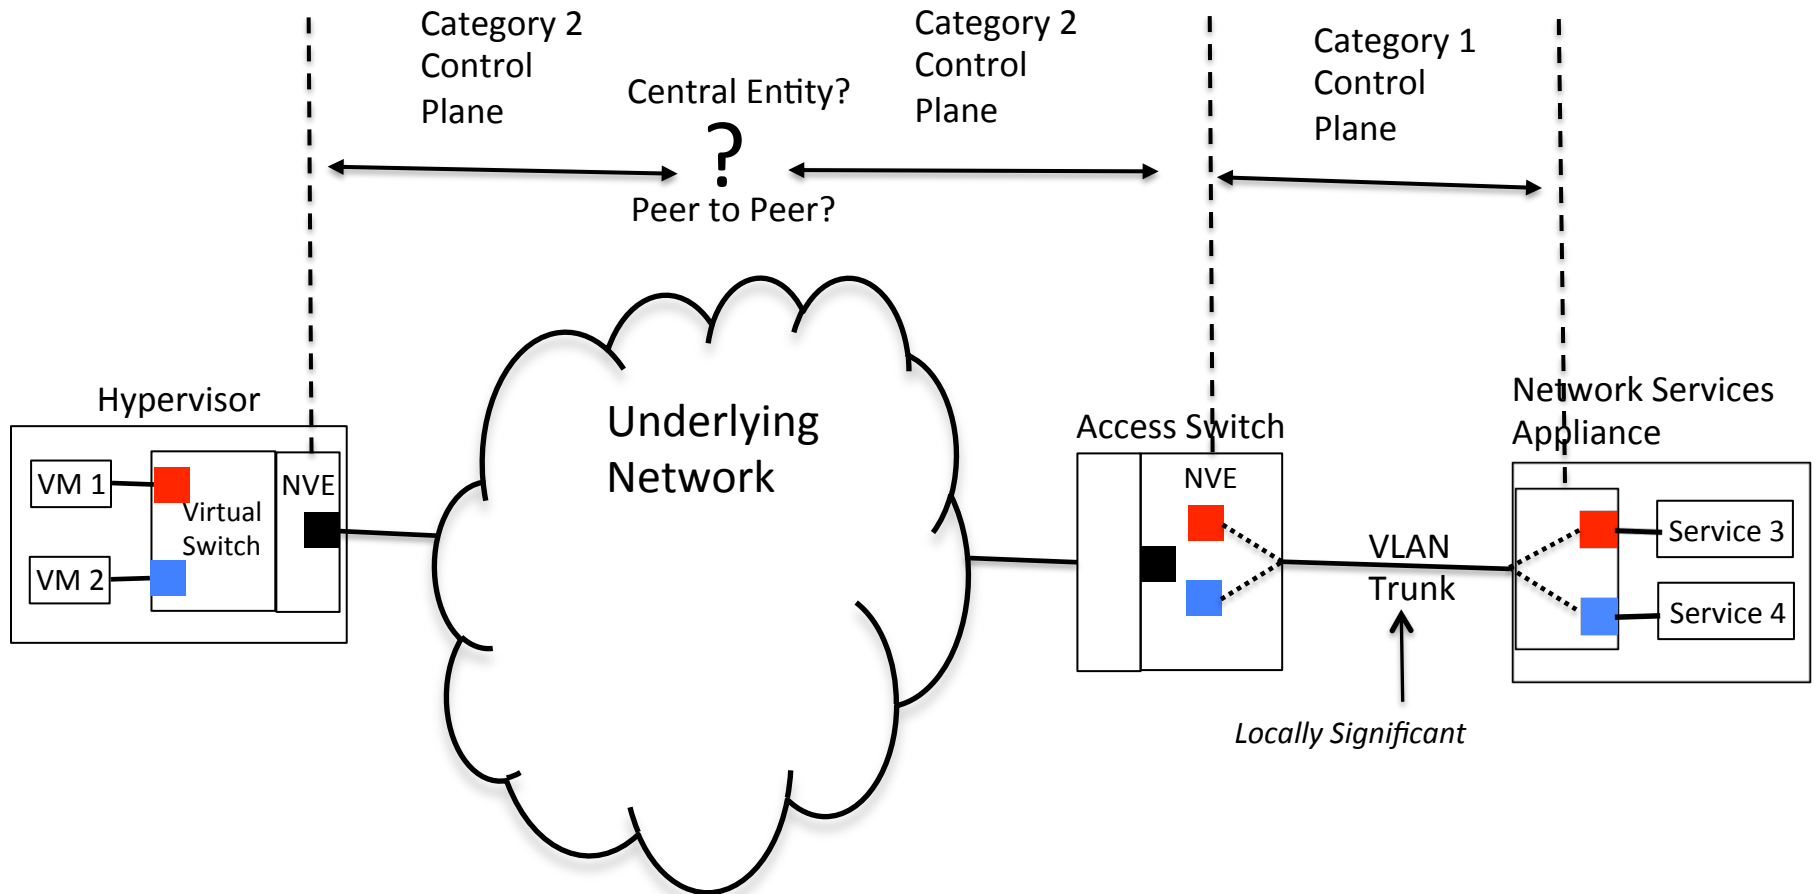 Category 2
Control
Plane
Central Entity?
?
Peer to Peer?
Category 2
Control
Plane
Category 1
Control
Plane
Hypervisor
VM 1
VM 2
Virtual
Switch
NVE
Underlying
Network
Access Switch
NVE
VLAN
Trunk
Locally Significant
Network Services
Appliance
Service 3
Service 4